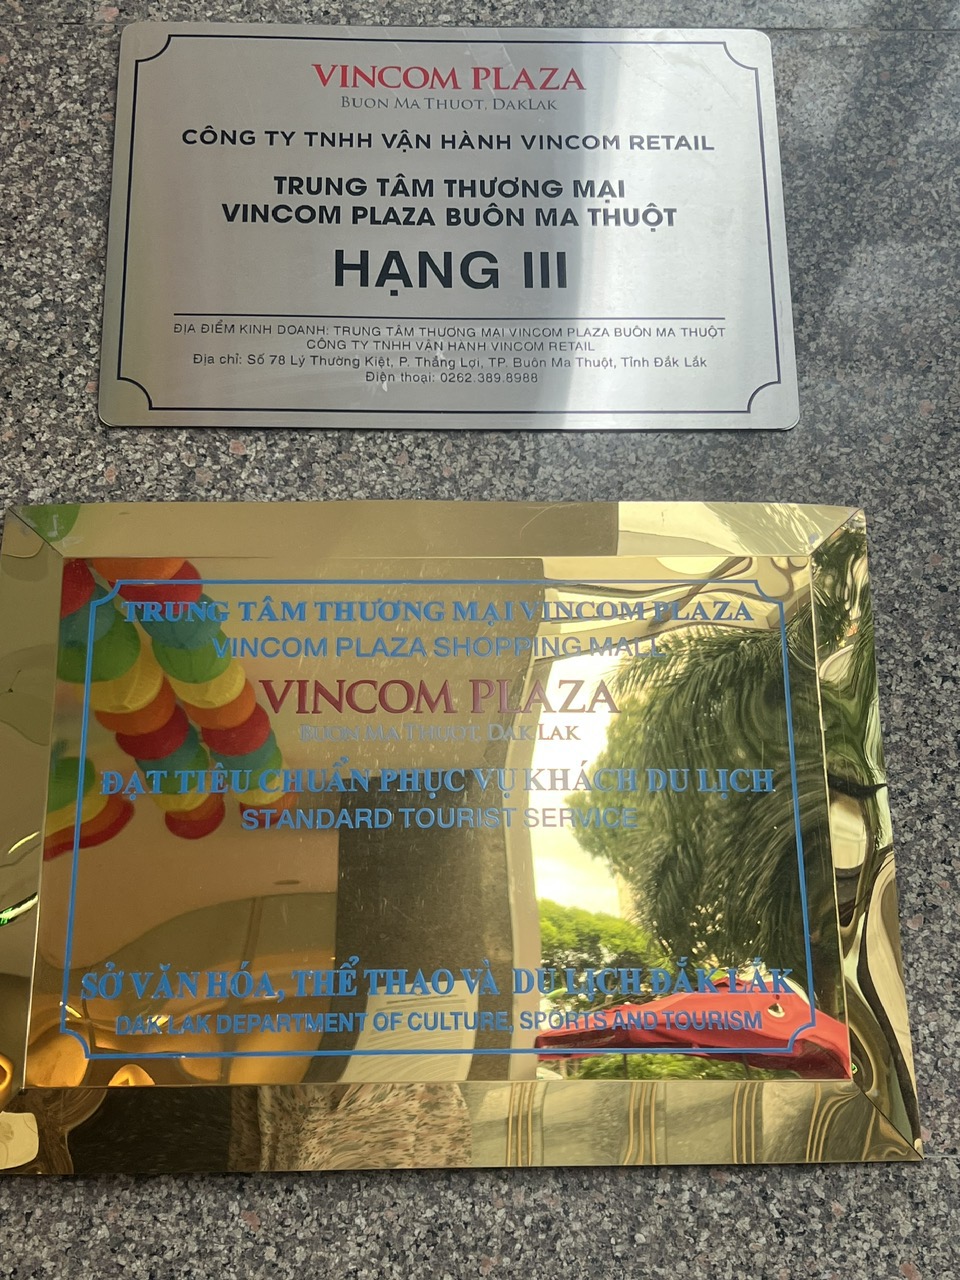 VINCOM PLAZA
BUON MA THUOT, DAKLAK
CÔNG TY TNHH VẬN HÀNH VINCOM RETAIL
TRUNG TÂM THƯƠNG MẠI
VINCOM PLAZA BUÔN MA THUỘT
HẠNG III
ĐỊA ĐIỂM KINH DOANH: TRUNG TÂM THƯƠNG MẠI VINCOM PLAZA BUÔN MA THUỘT
CÔNG TY TNHH VẬN HÀNH VINCOM RETAIL
Địa chỉ: Số 78 Lý Thường Kiệt, P. Thắng Lợi, TP. Buôn Ma Thuột, Tỉnh Đắk Lắk
Điện thoại: 0262.389.8988
TRUNG TÂM THƯƠNG MẠI VINCOM PLAZA
VINCOM PLAZA SHOPPING MALL
VINCOM PLAZA
BUON MA THUOT, DAK LAK
ĐẠT TIÊU CHUẨN PHỤC VỤ KHÁCH DU LỊCH
STANDARD TOURIST SERVICE
SỞ VĂN HÓA, THỂ THAO VÀ DU LỊCH ĐẮK LẮK
DAK LAK DEPARTMENT OF CULTURE, SPORTS AND TOURISM